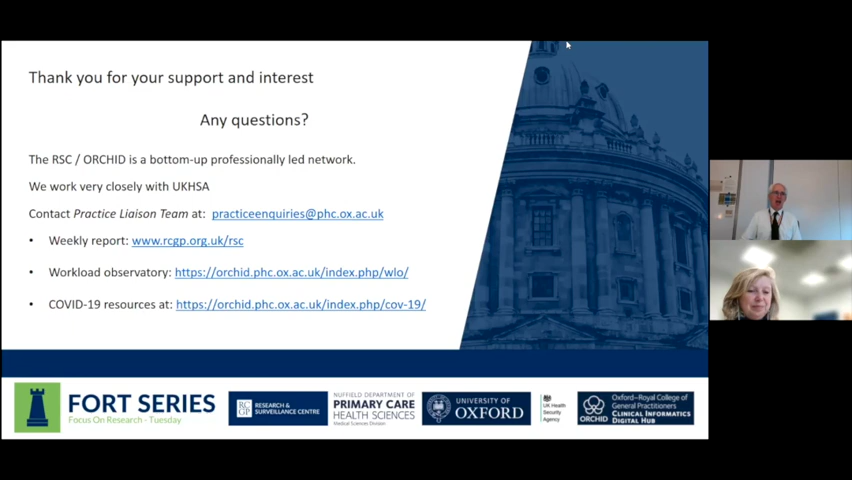 Thank you for your support and interest
Any questions?
The RSC / ORCHID is a bottom-up professionally led network.
We work very closely with UKHSA
Contact Practice Liaison Team at: practiceenquiries@phc.ox.ac.uk
• Weekly report: www.rcgp.org.uk/rsc
• Workload observatory: https://orchid.phc.ox.ac.uk/index.php/wlo/
• COVID-19 resources at: https://orchid.phc.ox.ac.uk/index.php/cov-19/
FORT SERIES
Focus On Research - Tuesday
RC
GP
RESEARCH &
SURVEILLANCE CENTRE
NUFFIELD DEPARTMENT OF
PRIMARY CARE
HEALTH SCIENCES
Medical Sciences Division
UNIVERSITY OF
OXFORD
UK Health
Security
Agency
ORCHID
Oxford-Royal College of
General Practitioners
CLINICAL INFORMATICS
DIGITAL HUB